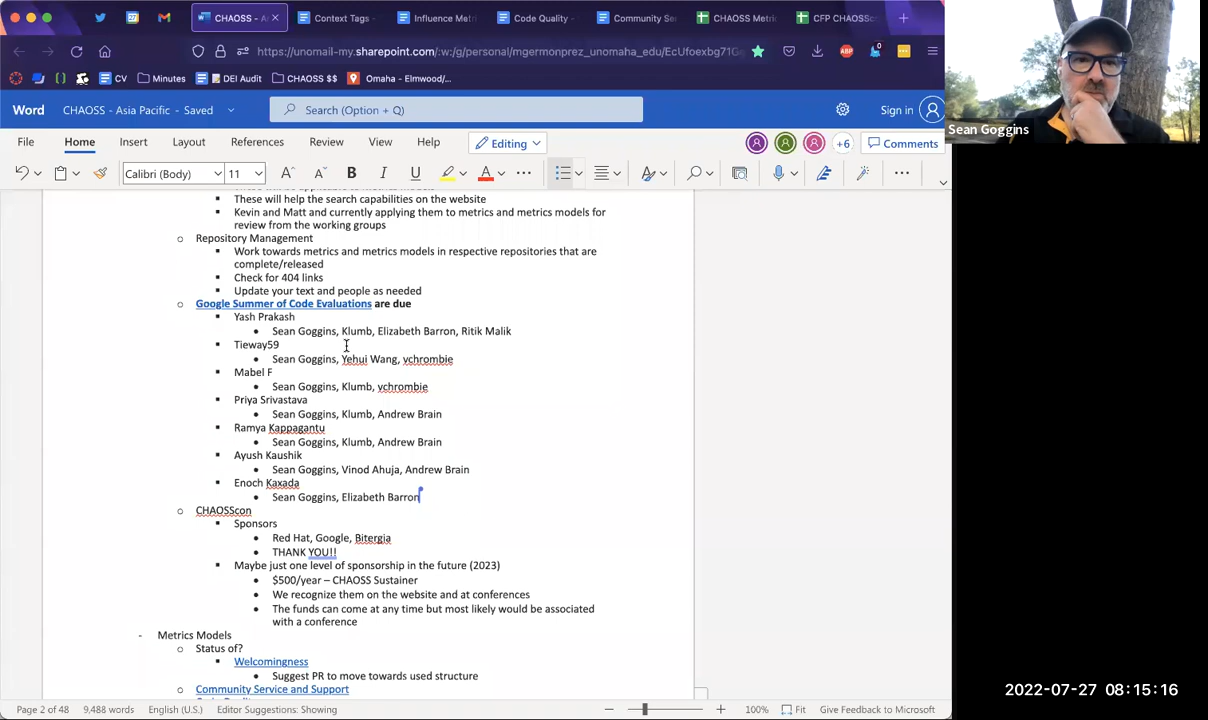 CHAOSS - A
Context Tags -
Influence Metri
Code Quality -
Community Ser
CHAOSS Metri
CFP CHAOSSc
https://unomail-my.sharepoint.com/:w:/g/personal/mgermonprez_unomaha_edu/EcUfoexbg71G
CV
Minutes
DEI Audit
CHAOSS $$
Omaha - Elmwood/...
Word
CHAOSS - Asia Pacific - Saved
Search (Option + Q)
Sign in
Sean Goggins
File Home Insert Layout References Review View Help Editing +6 Comments
Calibri (Body) 11 A A B I U A
These will help the search capabilities on the website
Kevin and Matt and currently applying them to metrics and metrics models for
review from the working groups
Repository Management
Work towards metrics and metrics models in respective repositories that are
complete/released
Check for 404 links
Update your text and people as needed
Google Summer of Code Evaluations are due
Yash Prakash
Sean Goggins, Klumb, Elizabeth Barron, Ritik Malik
Tieway59
Sean Goggins, Yehui Wang, vchrombie
Mabel F
Sean Goggins, Klumb, vchrombie
Priya Srivastava
Sean Goggins, Klumb, Andrew Brain
Ramya Kappagantu
Sean Goggins, Klumb, Andrew Brain
Ayush Kaushik
Sean Goggins, Vinod Ahuja, Andrew Brain
Enoch Kaxada
Sean Goggins, Elizabeth Barron
CHAOSScon
Sponsors
Red Hat, Google, Bitergia
THANK YOU!!
Maybe just one level of sponsorship in the future (2023)
$500/year – CHAOSS Sustainer
We recognize them on the website and at conferences
The funds can come at any time but most likely would be associated
with a conference
- Metrics Models
Status of?
Welcomingness
Suggest PR to move towards used structure
Community Service and Support
Page 2 of 48 9,488 words English (U.S.) Editor Suggestions: Showing 100% Fit Give Feedback to Microsoft
2022-07-27 08:15:16